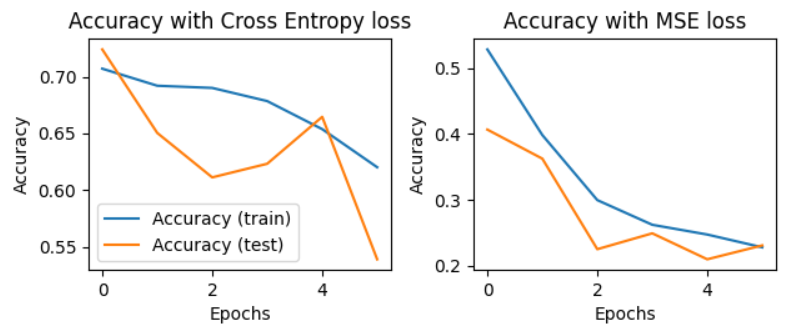 Accuracy with Cross Entropy loss
Accuracy
0.70
0.65
0.60
0.55
Accuracy (train)
Accuracy (test)
0 2 4
Epochs
Accuracy with MSE loss
Accuracy
0.5
0.4
0.3
0.2
0 2 4
Epochs